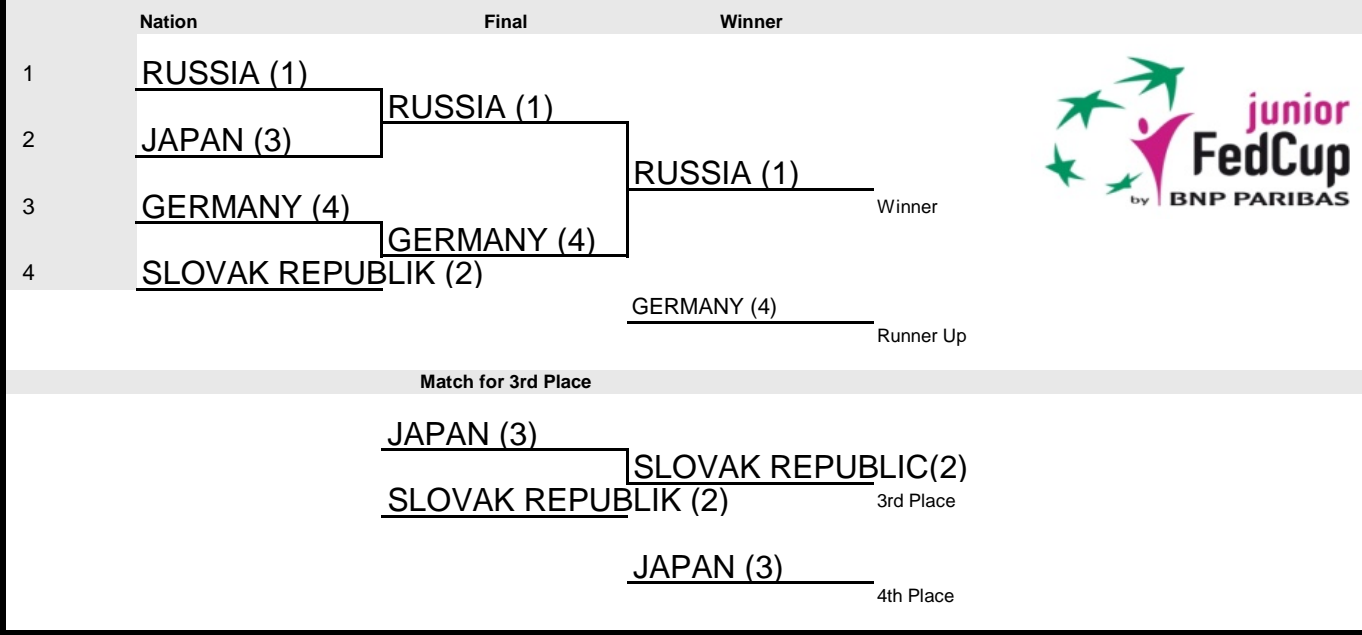 Nation Final Winner
1 RUSSIA (1)
RUSSIA (1)
2 JAPAN (3)
RUSSIA (1)
3 GERMANY (4) Winner
GERMANY (4)
4 SLOVAK REPUBLIK (2)
GERMANY (4)
Runner Up
junior
FedCup
by BNP PARIBAS
Match for 3rd Place
JAPAN (3)
SLOVAK REPUBLIC(2)
SLOVAK REPUBLIK (2) 3rd Place
JAPAN (3)
4th Place